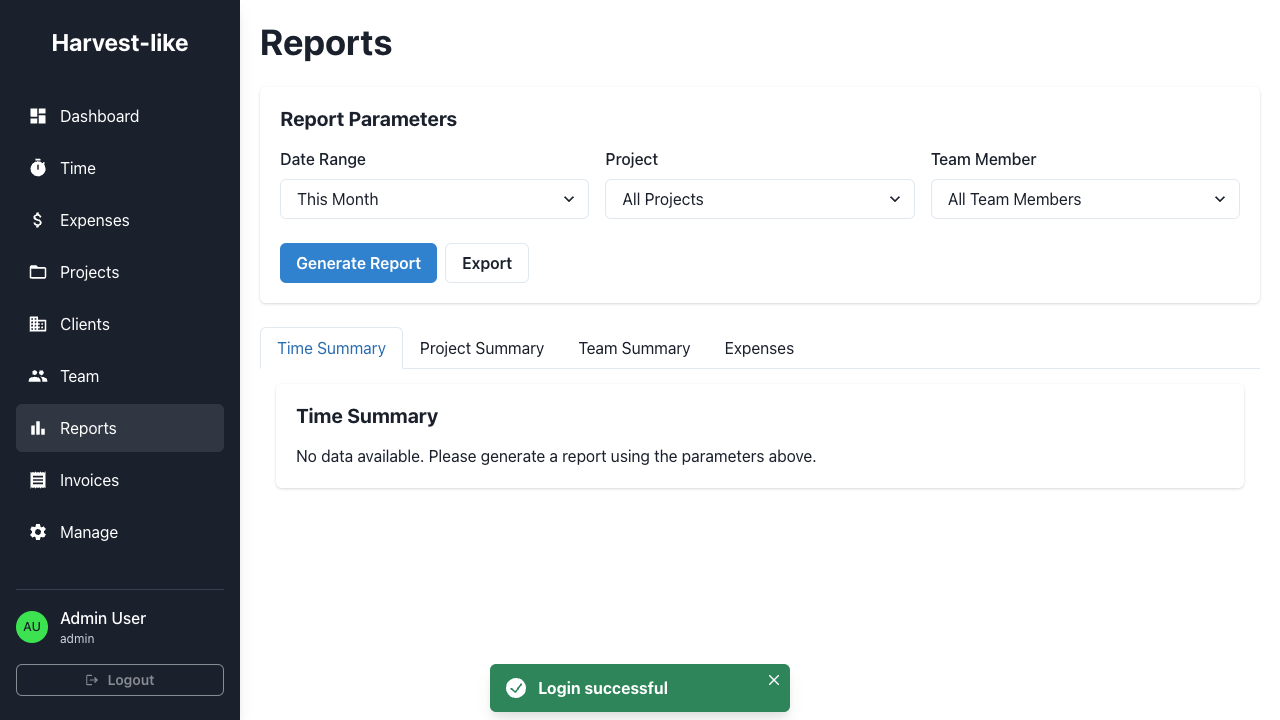 Harvest-like
Dashboard
Time
Expenses
Projects
Clients
Team
Reports
Invoices
Manage
AU
Admin User
admin
Logout
Reports
Report Parameters
Date Range
Project
Team Member
This Month
All Projects
All Team Members
Generate Report
Export
Time Summary
Project Summary
Team Summary
Expenses
Time Summary
No data available. Please generate a report using the parameters above.
Login successful